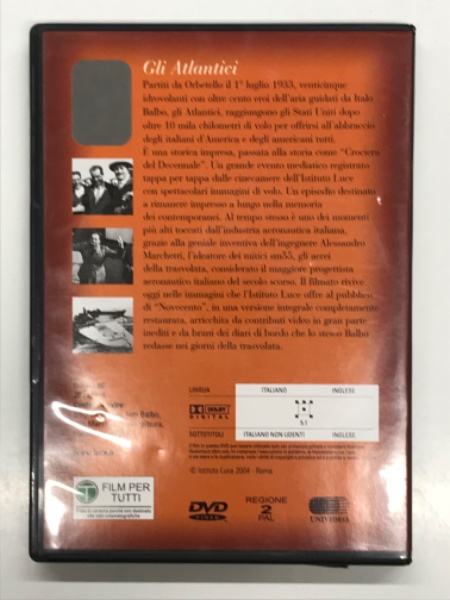 Gli Atlantici
Partiti da Orbetello il 1° luglio 1933, venticinque
idrovolanti con oltre cento eroi dell'aria guidati da Italo
Balbo, gli Atlantici, raggiungono gli Stati Uniti dopo
oltre 10 mila chilometri di volo per offrirsi all'abbraccio
degli italiani d'America e degli americani tutti.
È una storica impresa, passata alla storia come "Crociera
del Decennale". Un grande evento mediatico registrato
tappa per tappa dalle cinecamere dell'Istituto Luce
con spettacolari immagini di volo. Un episodio destinato
a rimanere impresso a lungo nella memoria
dei contemporanei. Al tempo stesso è uno dei momenti
più alti toccati dall'industria aeronautica italiana,
grazie alla geniale inventiva dell'ingegnere Alessandro
Marchetti, l'ideatore dei mitici sm55, gli aerei
della trasvolata, considerato il maggiore progettista
aeronautico italiano del secolo scorso. Il filmato rivive
oggi nelle immagini che l'Istituto Luce offre al pubblico
di "Novecento", in una versione integrale completamente
restaurata, arricchita da contributi video in gran parte
inediti e da brani dei diari di bordo che lo stesso Balbo
redasse nei giorni della trasvolata.
LINGUA ITALIANO INGLESE
DOLBY
DIGITAL
5.1
SOTTOTITOLI ITALIANO NON UDENTI INGLESE
Balbo,
© Istituto Luce 2004 - Roma
T
FILM PER
TUTTI
DVD
VIDEO
REGIONE
2
PAL
UNIVIDEO